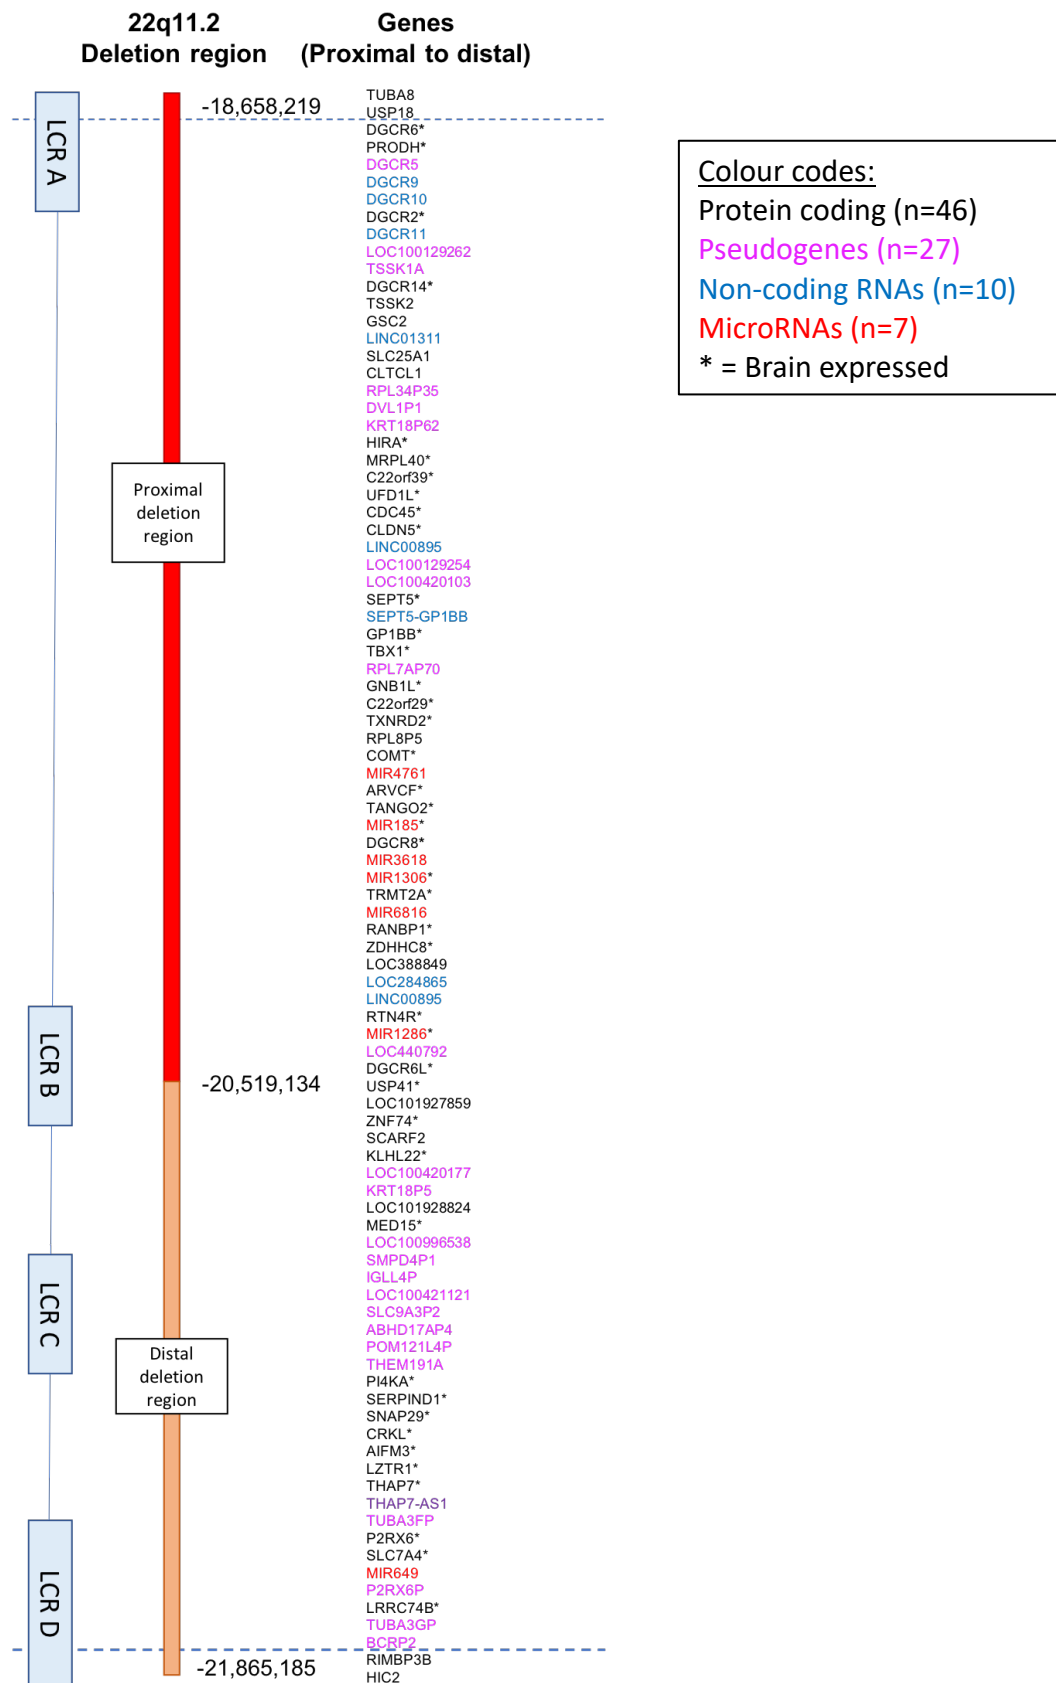 22q11.2
Deletion region
Genes
(Proximal to distal)
LCR A
LCR B
LCR C
LCR D
-18,658,219
Proximal
deletion
region
-20,519,134
Distal
deletion
region
-21,865,185
TUBA8
USP18
DGCR6*
PRODH*
DGCR5
DGCR9
DGCR10
DGCR2*
DGCR11
LOC100129262
TSSK1A
DGCR14*
TSSK2
GSC2
LINC01311
SLC25A1
CLTCL1
RPL34P35
DVL1P1
KRT18P62
HIRA*
MRPL40*
C22orf39*
UFD1L*
CDC45*
CLDN5*
LINC00895
LOC100129254
LOC100420103
SEPT5*
SEPT5-GP1BB
GP1BB*
TBX1*
RPL7AP70
GNB1L*
C22orf29*
TXNRD2*
RPL8P5
COMT*
MIR4761
ARVCF*
TANGO2*
MIR185*
DGCR8*
MIR3618
MIR1306*
TRMT2A*
MIR6816
RANBP1*
ZDHHC8*
LOC388849
LOC284865
LINC00895
RTN4R*
MIR1286*
LOC440792
DGCR6L*
USP41*
LOC101927859
ZNF74*
SCARF2
KLHL22*
LOC100420177
KRT18P5
LOC101928824
MED15*
LOC100996538
SMPD4P1
IGLL4P
LOC100421121
SLC9A3P2
ABHD17AP4
POM121L4P
THEM191A
PI4KA*
SERPIND1*
SNAP29*
CRKL*
AIFM3*
LZTR1*
THAP7*
THAP7-AS1
TUBA3FP
P2RX6*
SLC7A4*
MIR649
P2RX6P
LRRC74B*
TUBA3GP
BCRP2
RIMBP3B
HIC2
Colour codes:
Protein coding (n=46)
Pseudogenes (n=27)
Non-coding RNAs (n=10)
MicroRNAs (n=7)
* = Brain expressed